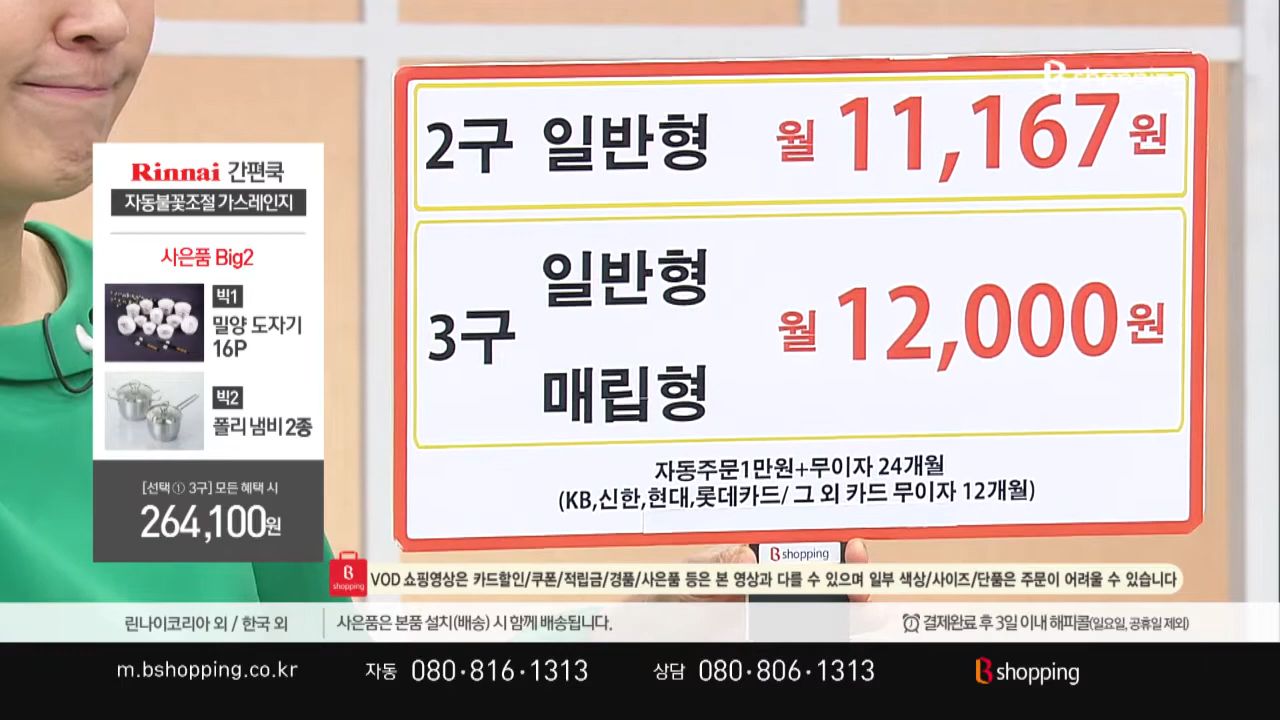 B shopping
2구 일반형 월 11,167원
3구 일반형 매립형 월 12,000원
자동주문1만원+무이자 24개월
(KB,신한,현대,롯데카드/ 그 외 카드 무이자 12개월)
B shopping
Rinnai 간편쿡
자동불꽃조절 가스레인지
사은품 Big2
빅1
밀양 도자기
16P
빅2
폴리 냄비 2종
[선택 ① 3구] 모든 혜택 시
264,100원
B shopping
VOD 쇼핑영상은 카드할인/쿠폰/적립금/경품/사은품 등은 본 영상과 다를 수 있으며 일부 색상/사이즈/단품은 주문이 어려울 수 있습니다
린나이코리아 외 / 한국 외
사은품은 본품 설치(배송) 시 함께 배송됩니다.
결제완료 후 3일 이내 해피콜(일요일, 공휴일 제외)
m.bshopping.co.kr 자동 080·816·1313 상담 080·806·1313 B shopping